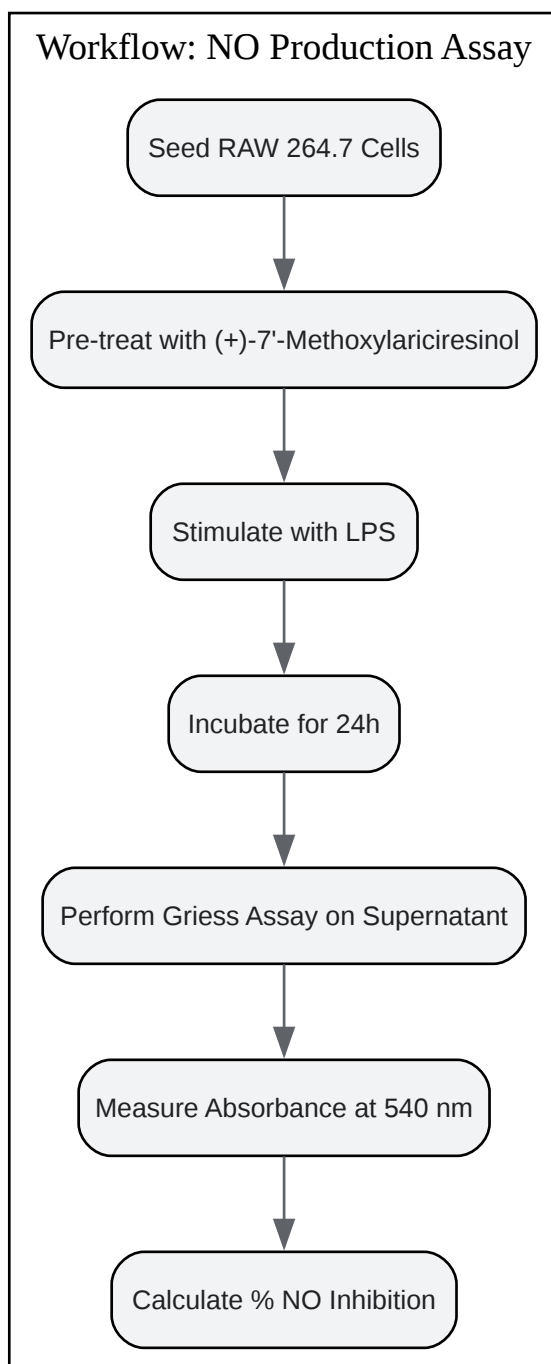 Workflow: NO Production Assay
Seed RAW 264.7 Cells
Pre-treat with (+)-7'-Methoxylariciresinol
Stimulate with LPS
Incubate for 24h
Perform Griess Assay on Supernatant
Measure Absorbance at 540 nm
Calculate % NO Inhibition